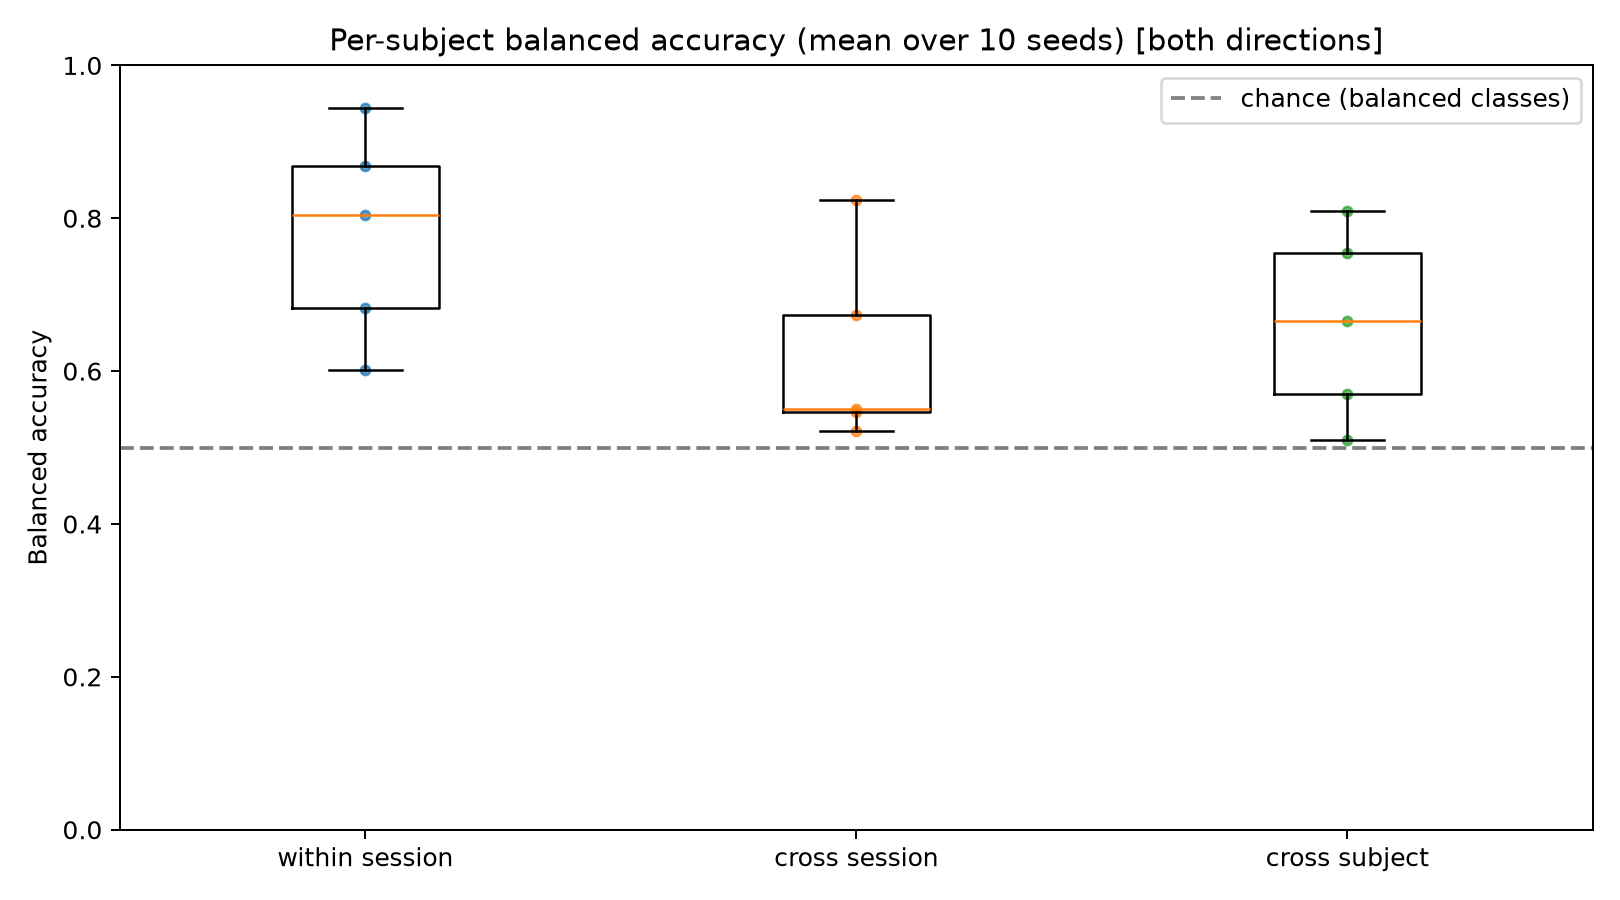 Per-subject balanced accuracy (mean over 10 seeds) [both directions]
chance (balanced classes)
Balanced accuracy
1.0
0.8
0.6
0.4
0.2
0.0
within session
cross session
cross subject